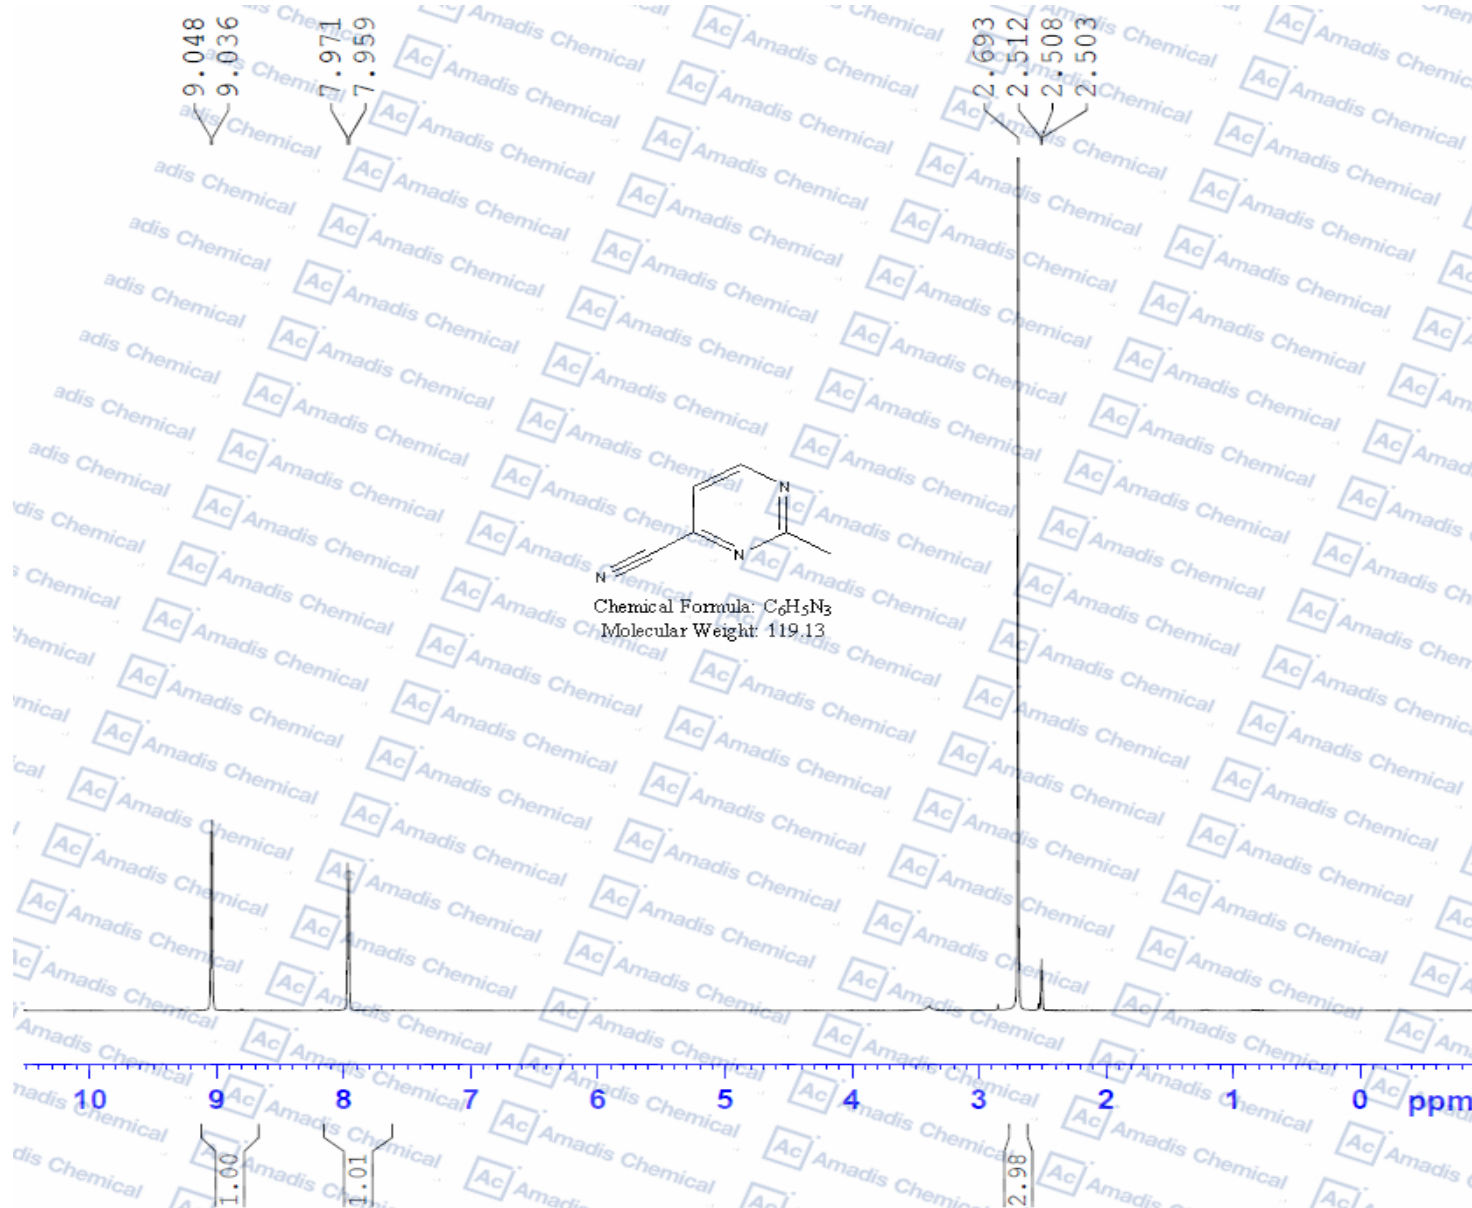 9.048
9.036
7.971
7.959
2.693
2.512
2.508
2.503
N
N
N
Chemical Formula: C₆H₅N₃
Molecular Weight: 119.13
10 9 8 7 6 5 4 3 2 1 0 ppm
1.00
1.01
2.98
Ac Amadis Chemical